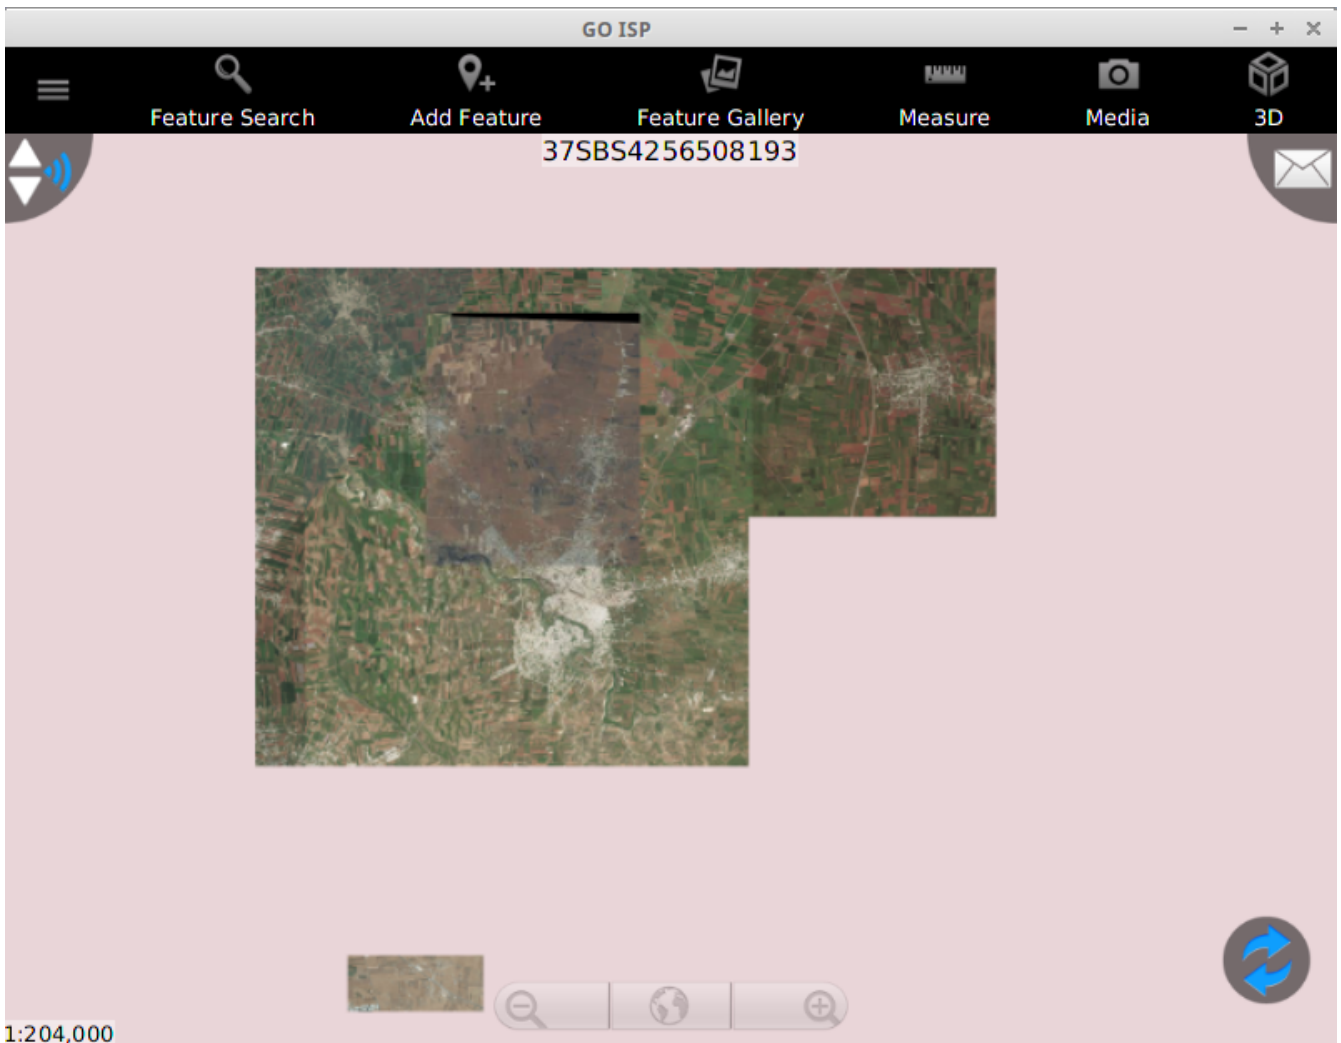 GO ISP
Feature Search
Add Feature
Feature Gallery
Measure
Media
3D
37SBS4256508193
1:204,000